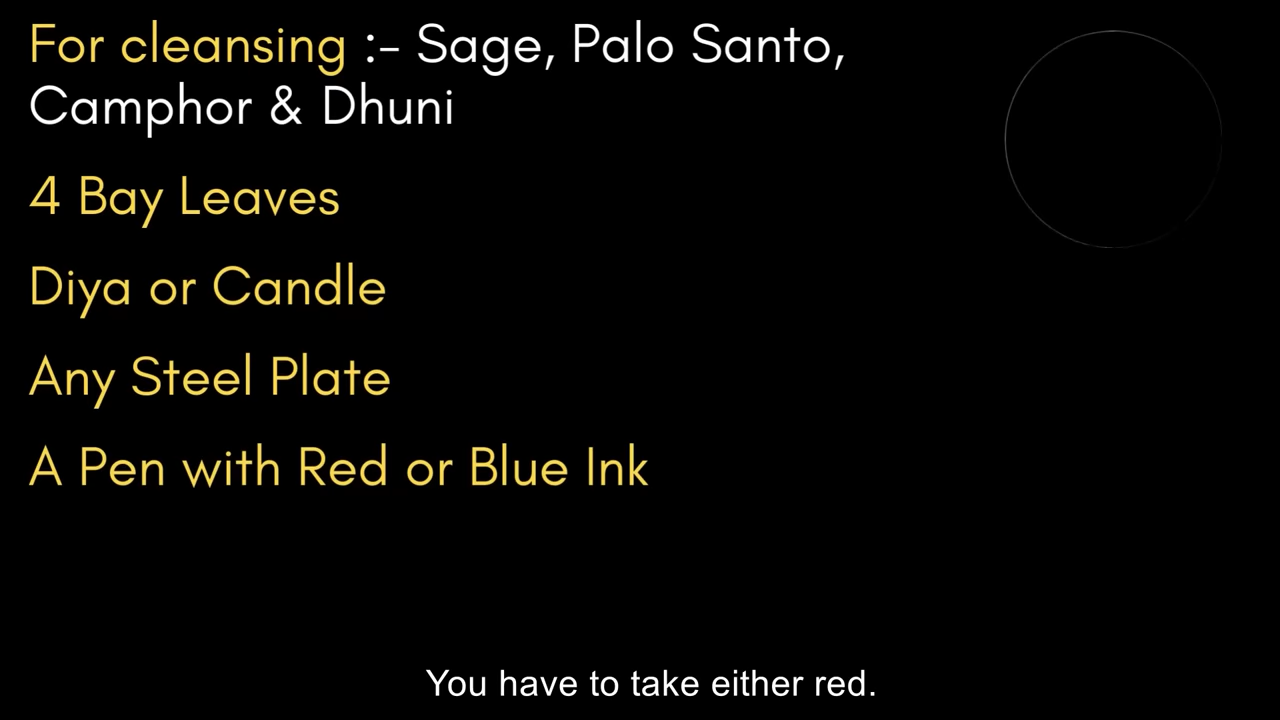 For cleansing :- Sage, Palo Santo,
Camphor & Dhuni
4 Bay Leaves
Diya or Candle
Any Steel Plate
A Pen with Red or Blue Ink
You have to take either red.